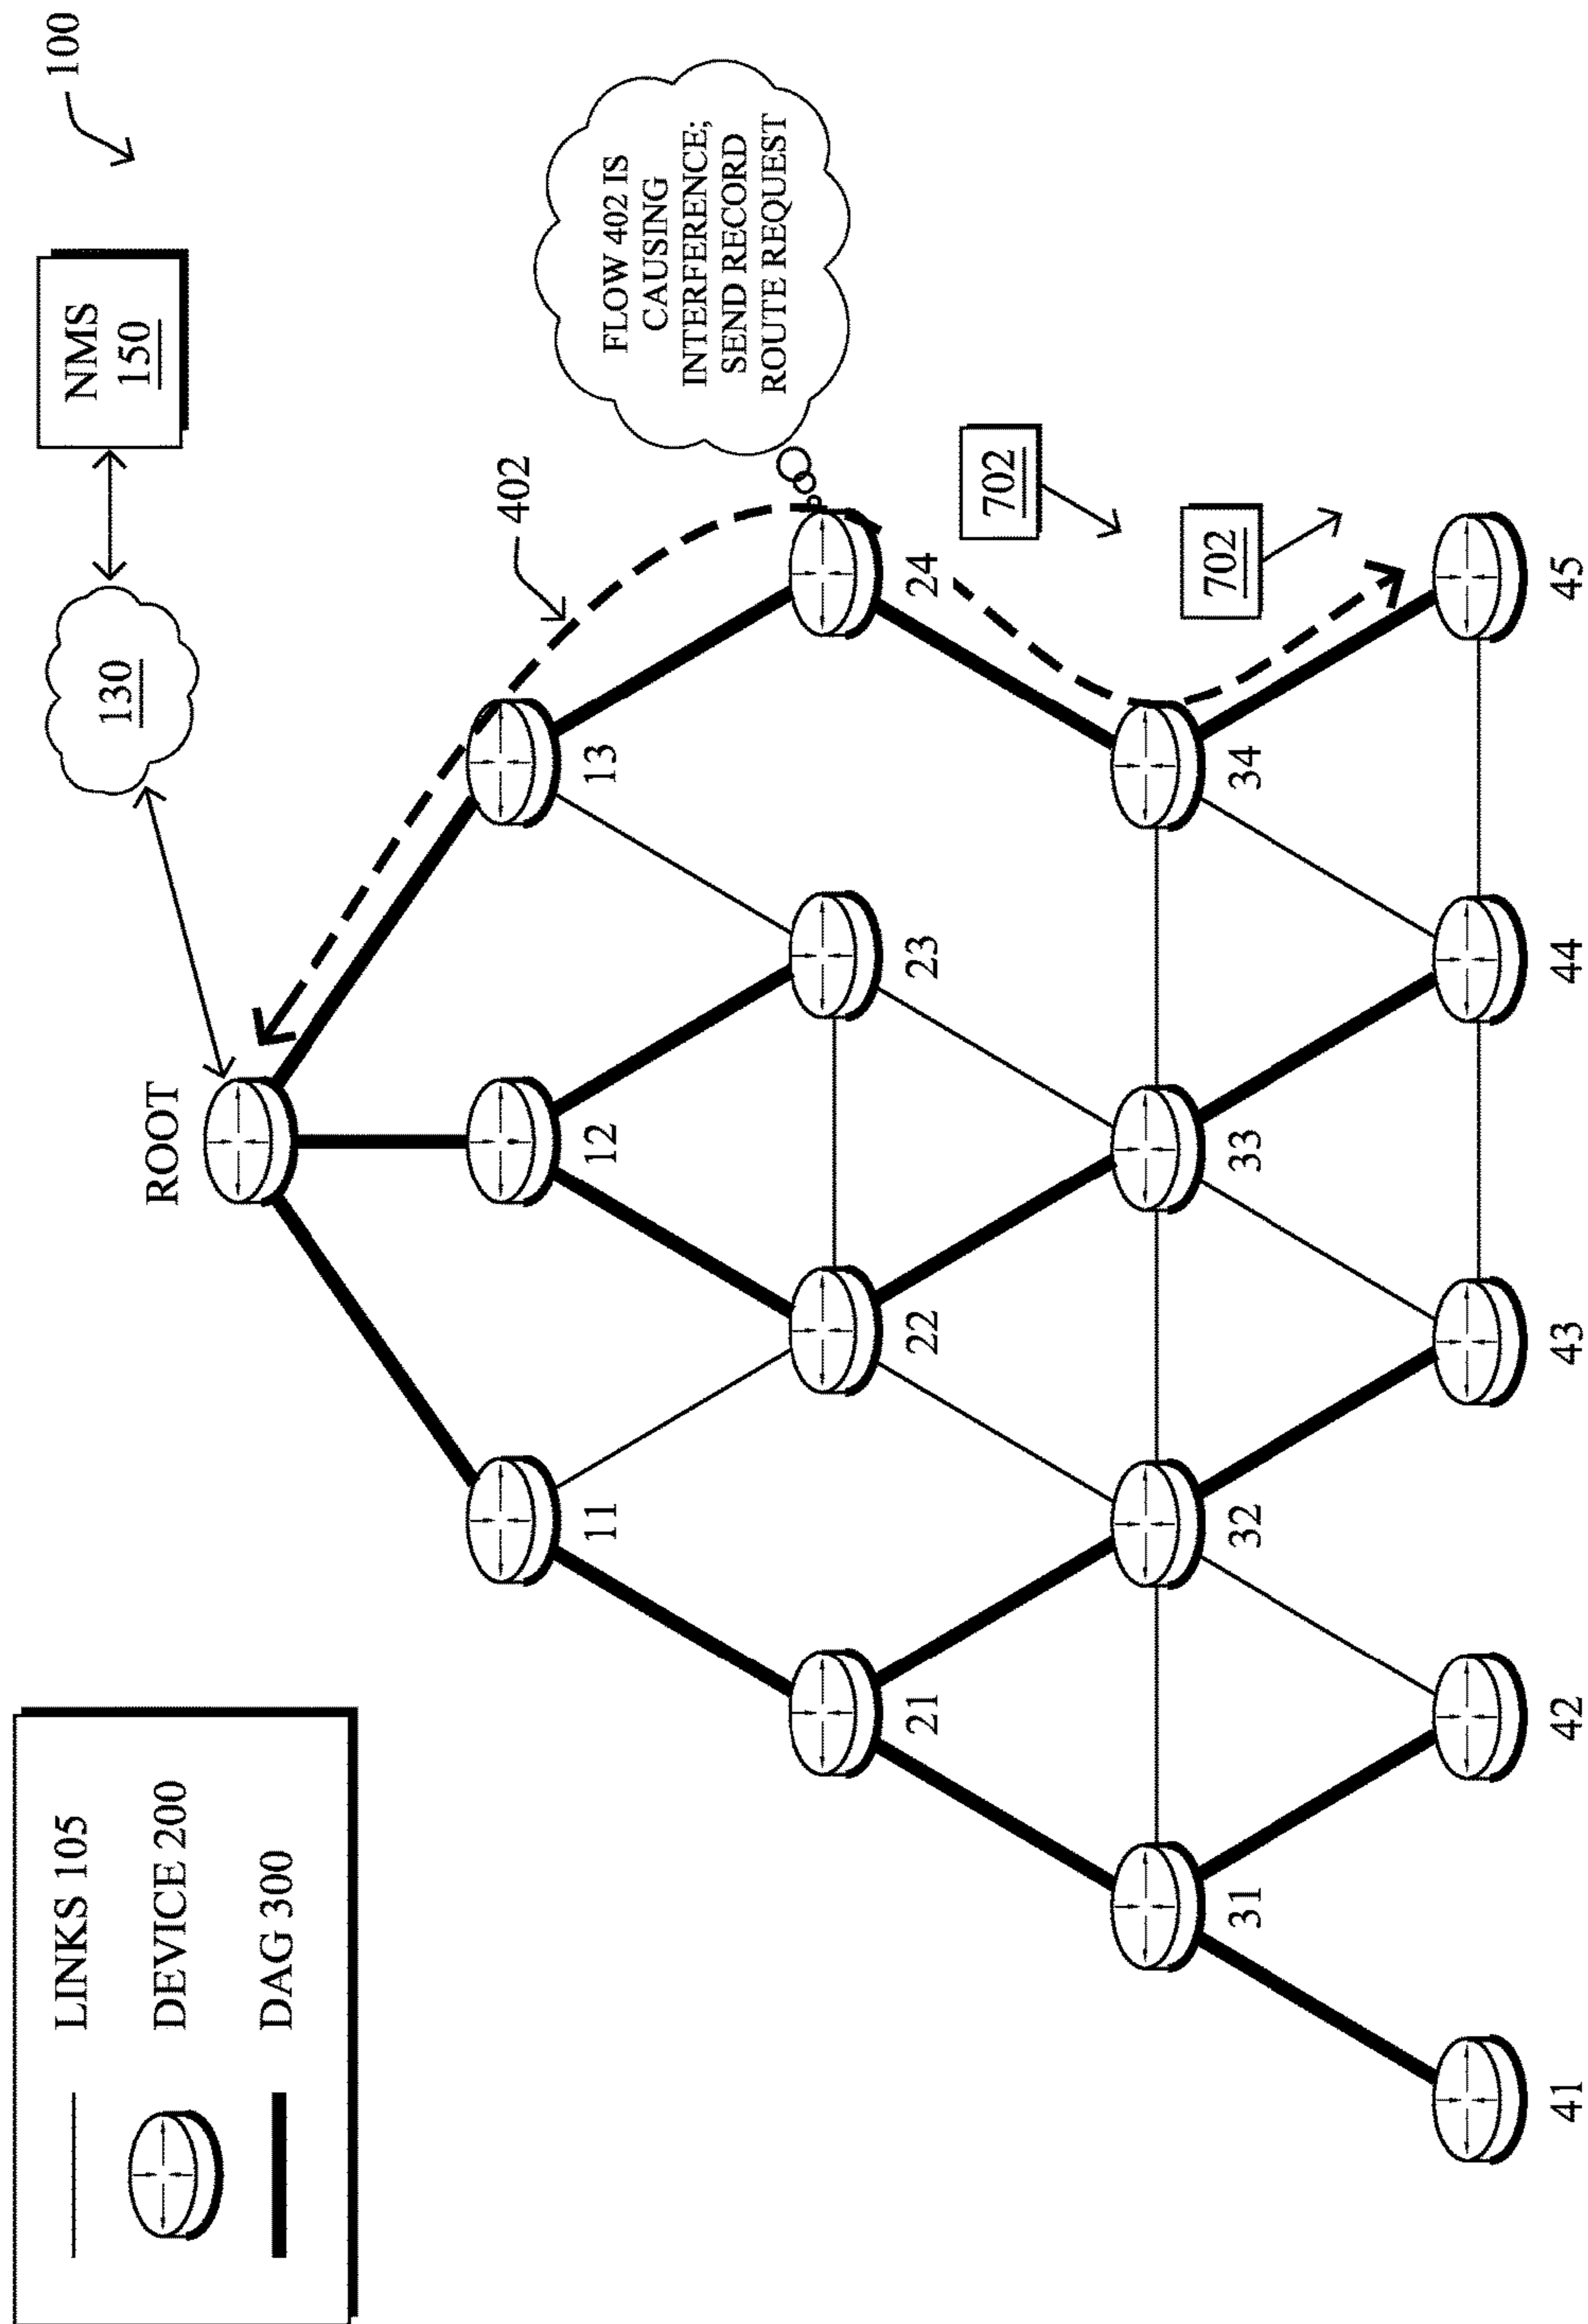 LINKS 105
DEVICE 200
DAG 300
100
NMS
150
130
ROOT
402
FLOW 402 IS
CAUSING
INTERFERENCE;
SEND RECORD
ROUTE REQUEST
11
12
13
21
22
23
24
702
702
31
32
33
34
41
42
43
44
45